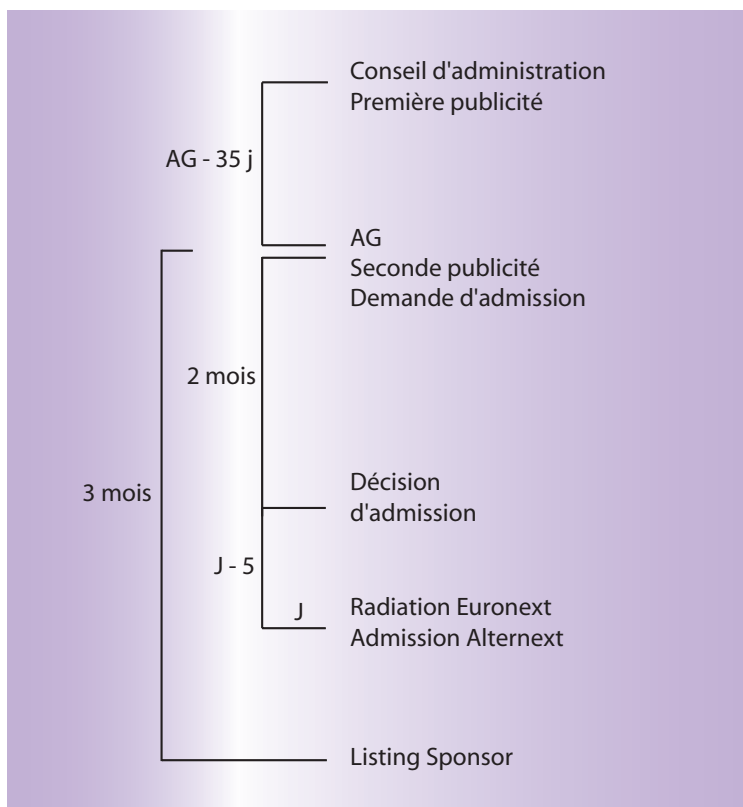 Conseil d'administration
Première publicité
AG - 35 j
AG
Seconde publicité
Demande d'admission
2 mois
3 mois
Décision
d'admission
J - 5
J
Radiation Euronext
Admission Alternext
Listing Sponsor